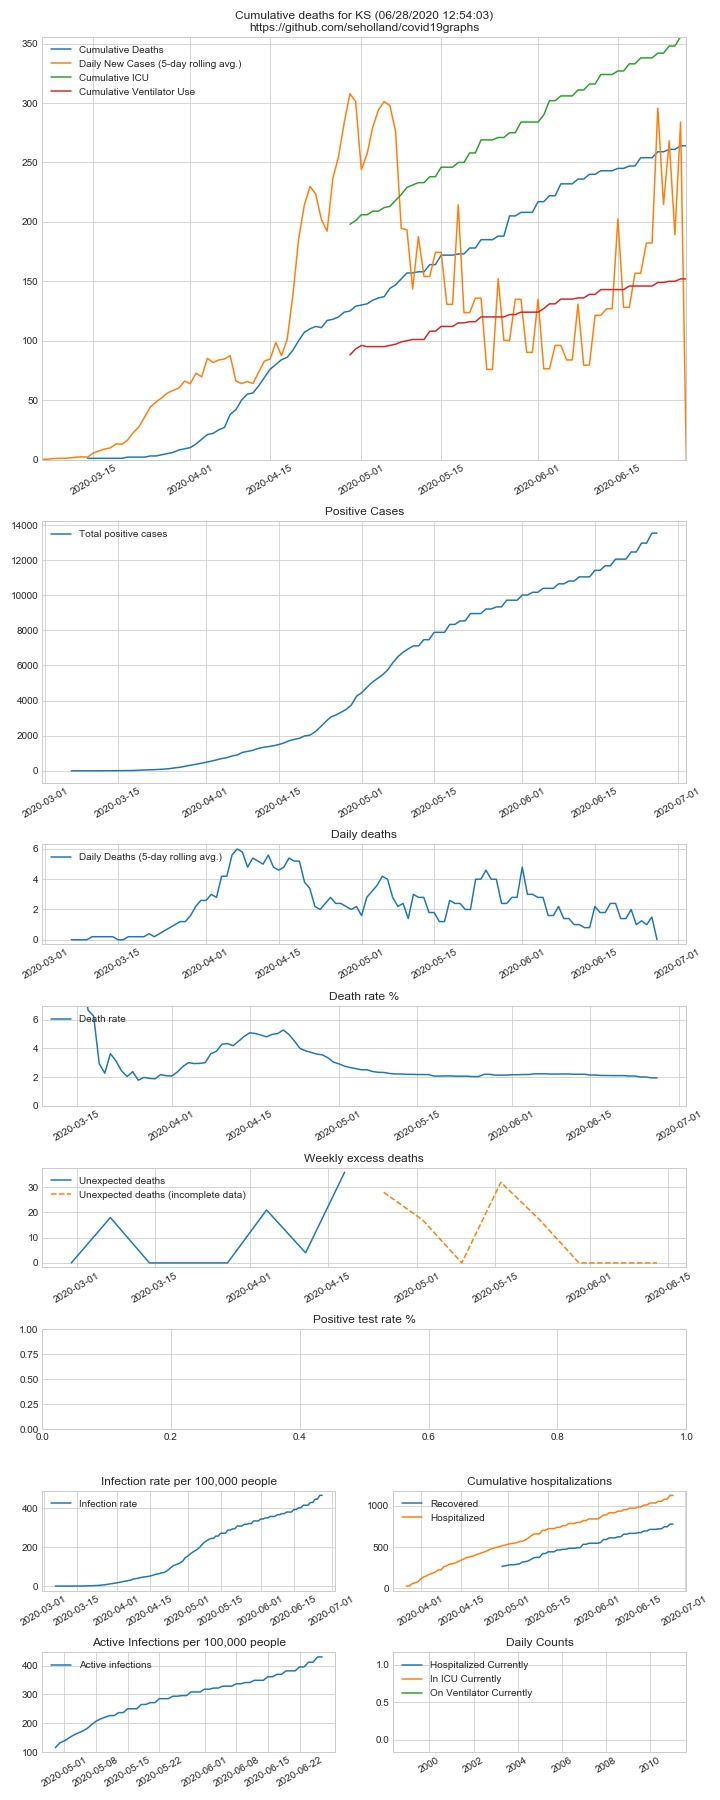 Cumulative deaths for KS (06/28/2020 12:54:03)
https://github.com/seholland/covid19graphs
Cumulative Deaths
Daily New Cases (5-day rolling avg.)
Cumulative ICU
Cumulative Ventilator Use
350
300
250
200
150
100
50
0
2020-03-15 2020-04-01 2020-04-15 2020-05-01 2020-05-15 2020-06-01 2020-06-15
Positive Cases
Total positive cases
14000
12000
10000
8000
6000
4000
2000
0
2020-03-01 2020-03-15 2020-04-01 2020-04-15 2020-05-01 2020-05-15 2020-06-01 2020-06-15 2020-07-01
Daily deaths
Daily Deaths (5-day rolling avg.)
6
4
2
0
2020-03-01 2020-03-15 2020-04-01 2020-04-15 2020-05-01 2020-05-15 2020-06-01 2020-06-15 2020-07-01
Death rate %
Death rate
6
4
2
0
2020-03-15 2020-04-01 2020-04-15 2020-05-01 2020-05-15 2020-06-01 2020-06-15 2020-07-01
Weekly excess deaths
Unexpected deaths
Unexpected deaths (incomplete data)
30
20
10
0
2020-03-01 2020-03-15 2020-04-01 2020-04-15 2020-05-01 2020-05-15 2020-06-01 2020-06-15
Positive test rate %
1.00
0.75
0.50
0.25
0.00
0.0 0.2 0.4 0.6 0.8 1.0
Infection rate per 100,000 people
Infection rate
400
200
0
2020-03-01 2020-03-15 2020-04-01 2020-04-15 2020-05-01 2020-05-15 2020-06-01 2020-06-15 2020-07-01
Cumulative hospitalizations
Recovered
Hospitalized
1000
500
0
2020-04-01 2020-04-15 2020-05-01 2020-05-15 2020-06-01 2020-06-15 2020-07-01
Active Infections per 100,000 people
Active infections
400
300
200
100
2020-05-01 2020-05-08 2020-05-15 2020-05-22 2020-06-01 2020-06-08 2020-06-15 2020-06-22
Daily Counts
Hospitalized Currently
In ICU Currently
On Ventilator Currently
1.0
0.5
0.0
2000 2002 2004 2006 2008 2010